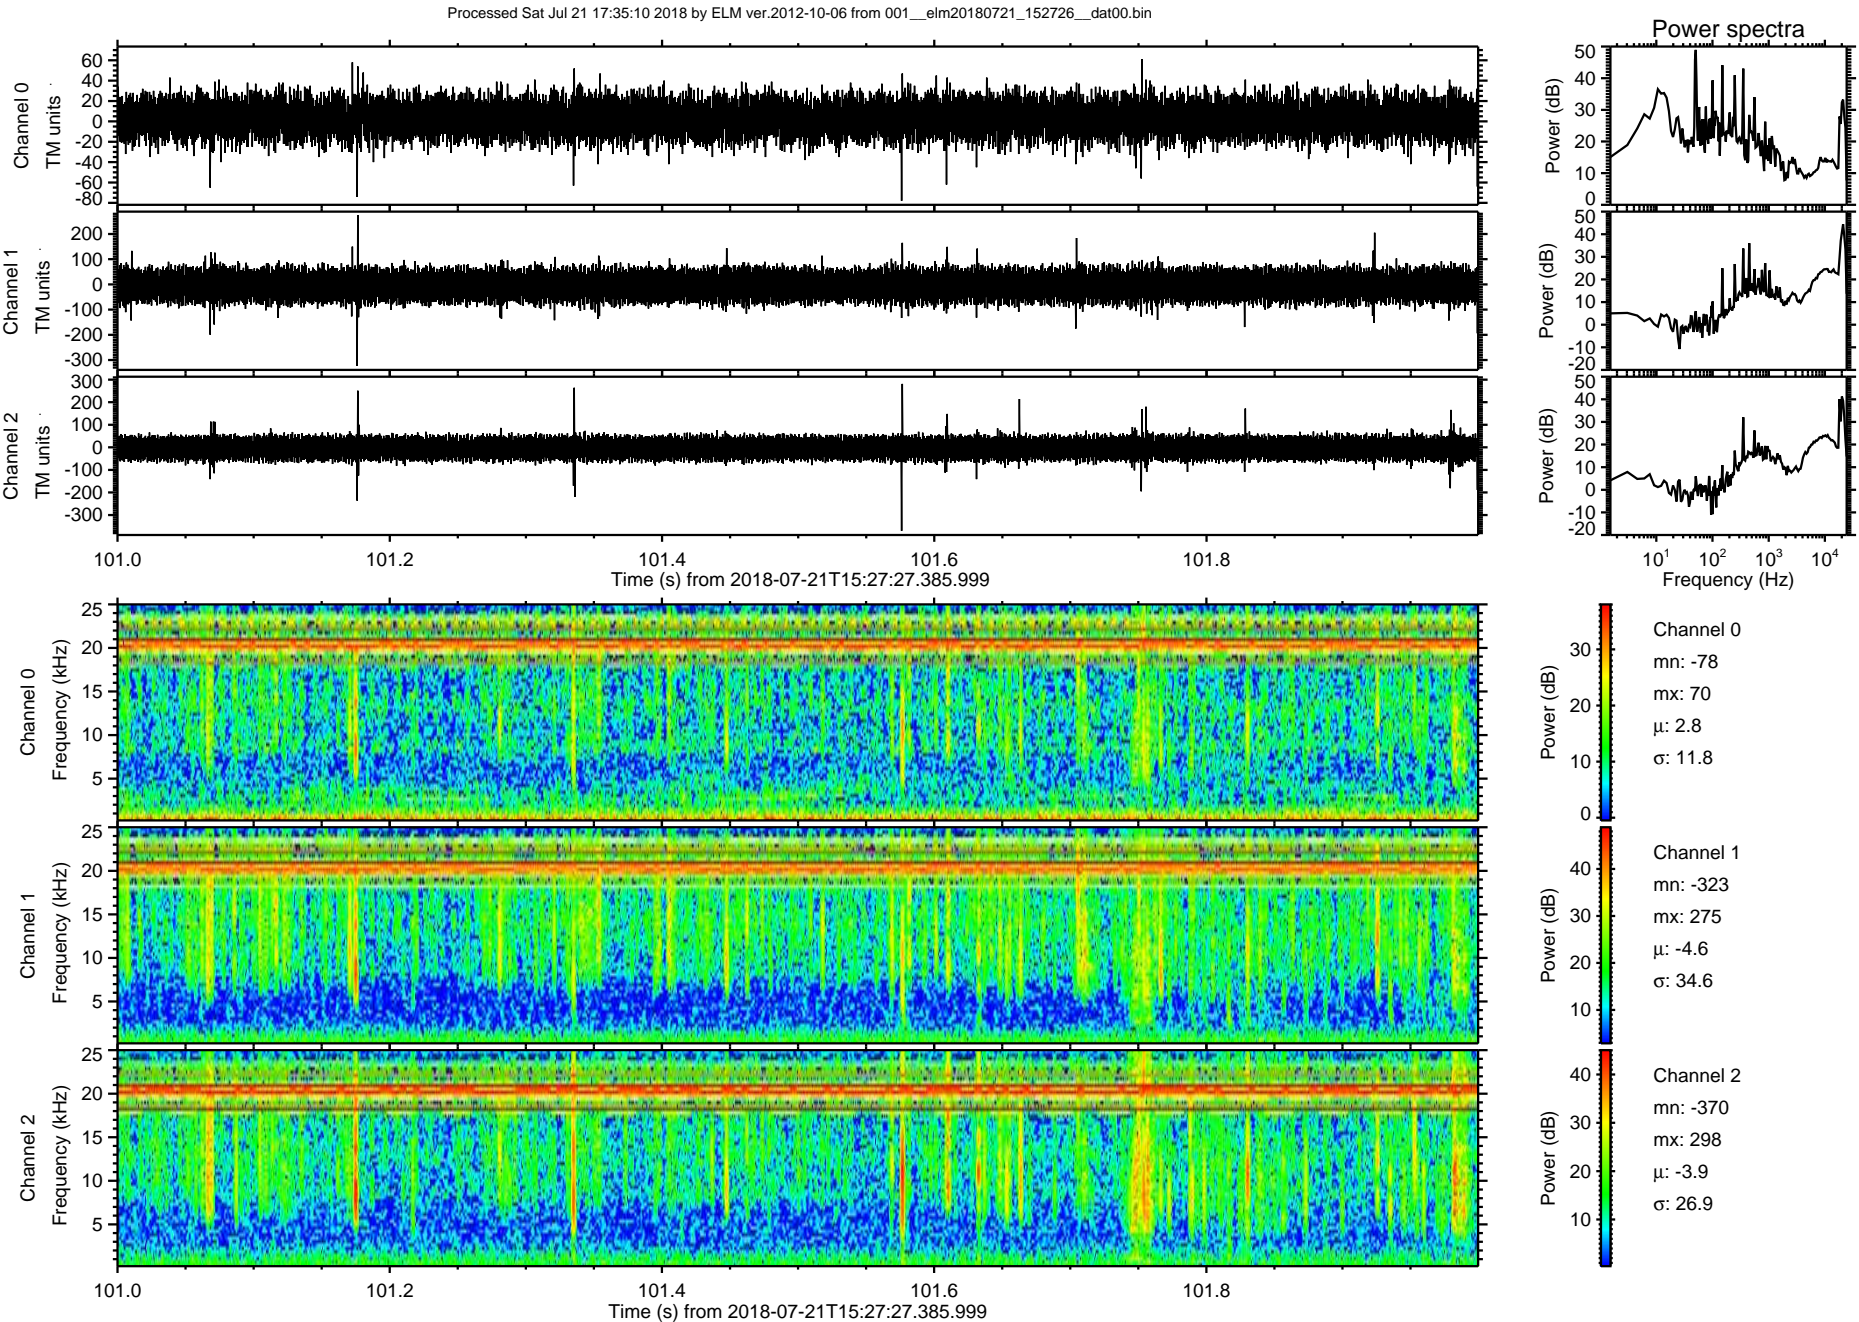 Processed Sat Jul 21 17:35:10 2018 by ELM ver.2012-10-06 from 001__elm20180721_152726__dat00.bin
Power spectra
Channel 0
TM units
60
40
20
0
-20
-40
-60
-80
Power (dB)
50
40
30
20
10
0
Channel 1
TM units
200
100
0
-100
-200
-300
Power (dB)
50
40
30
20
10
0
-10
-20
Channel 2
TM units
300
200
100
0
-100
-200
-300
Power (dB)
50
40
30
20
10
0
-10
-20
101.0 101.2 101.4 101.6 101.8
Time (s) from 2018-07-21T15:27:27.385.999
10¹ 10² 10³ 10⁴
Frequency (Hz)
Channel 0
Frequency (kHz)
25
20
15
10
5
Power (dB)
30
20
10
0
Channel 0
mn: -78
mx: 70
µ: 2.8
σ: 11.8
Channel 1
Frequency (kHz)
25
20
15
10
5
Power (dB)
40
30
20
10
Channel 1
mn: -323
mx: 275
µ: -4.6
σ: 34.6
Channel 2
Frequency (kHz)
25
20
15
10
5
Power (dB)
40
30
20
10
Channel 2
mn: -370
mx: 298
µ: -3.9
σ: 26.9
101.0 101.2 101.4 101.6 101.8
Time (s) from 2018-07-21T15:27:27.385.999